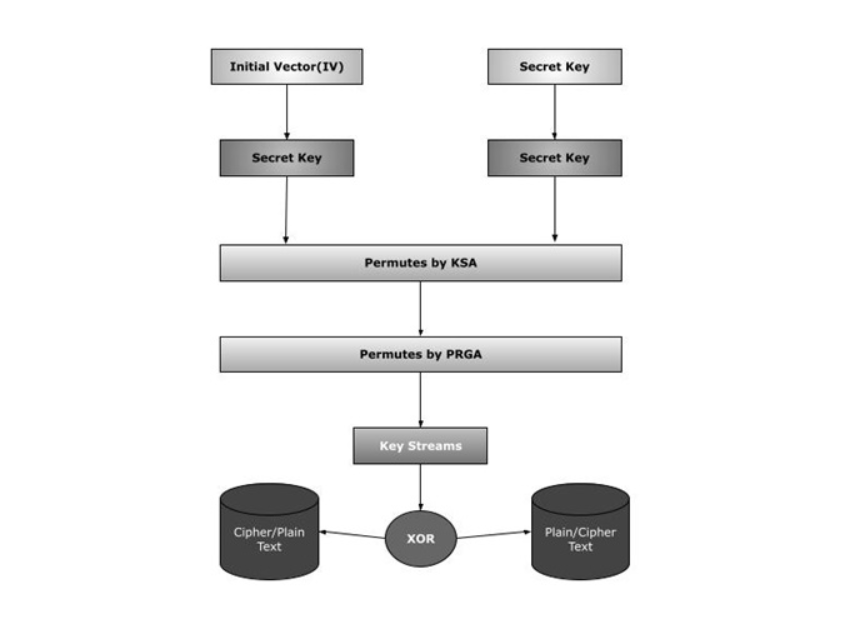 Initial Vector(IV)
Secret Key
Secret Key
Secret Key
Permutes by KSA
Permutes by PRGA
Key Streams
Cipher/Plain
Text
XOR
Plain/Cipher
Text